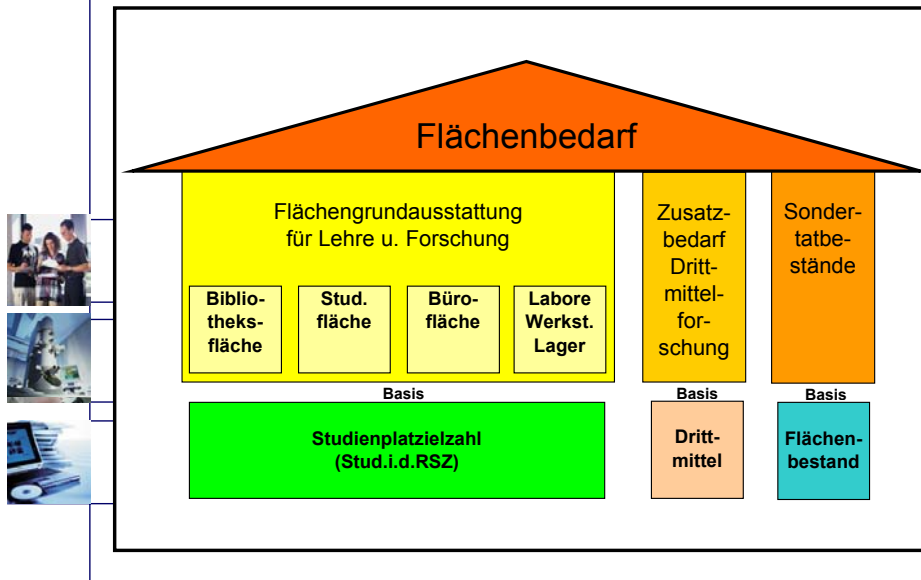 Flächenbedarf
Flächengrundausstattung
für Lehre u. Forschung
Biblio-
theks-
fläche
Stud.
fläche
Büro-
fläche
Labore
Werkst.
Lager
Zusatz-
bedarf
Dritt-
mittel-
for-
schung
Sonder-
tatbe-
stände
Basis
Basis
Basis
Studienplatzielzahl
(Stud.i.d.RSZ)
Dritt-
mittel
Flächen-
bestand